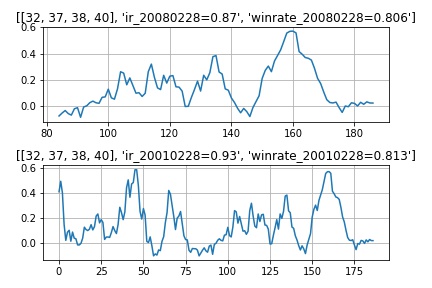 [[32, 37, 38, 40], 'ir_20080228=0.87', 'winrate_20080228=0.806']
0.6
0.4
0.2
0.0
80 100 120 140 160 180
[[32, 37, 38, 40], 'ir_20010228=0.93', 'winrate_20010228=0.813']
0.6
0.4
0.2
0.0
0 25 50 75 100 125 150 175